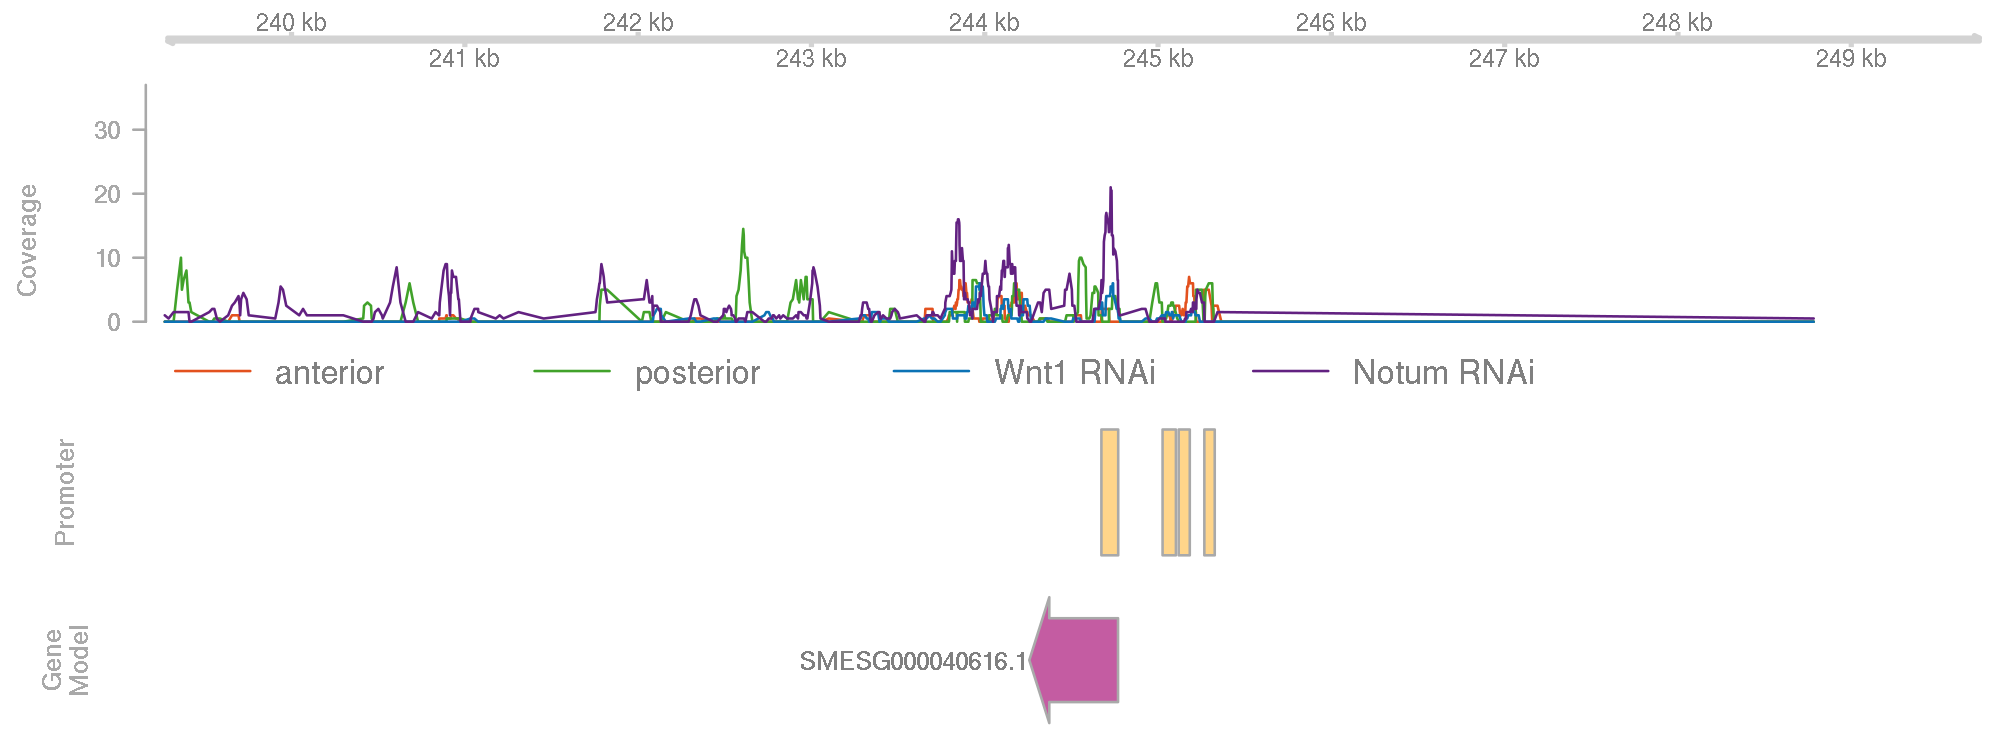 240 kb 242 kb 244 kb 246 kb 248 kb
241 kb 243 kb 245 kb 247 kb 249 kb
Coverage
30
20
10
0
anterior posterior Wnt1 RNAi Notum RNAi
Promoter
0
Gene
Model
SMESG000040616.1